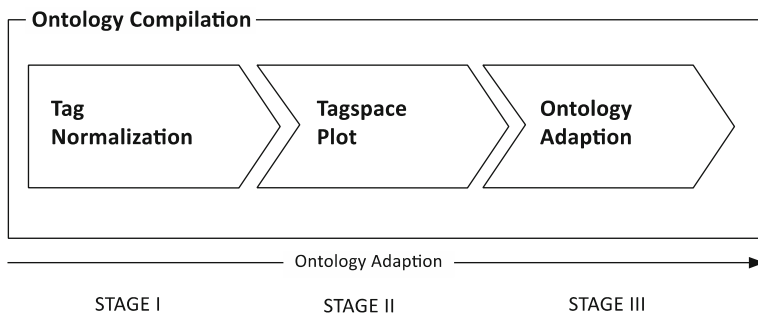 Ontology Compilation
Tag
Normalization
Tagspace
Plot
Ontology
Adaption
Ontology Adaption
STAGE I
STAGE II
STAGE III